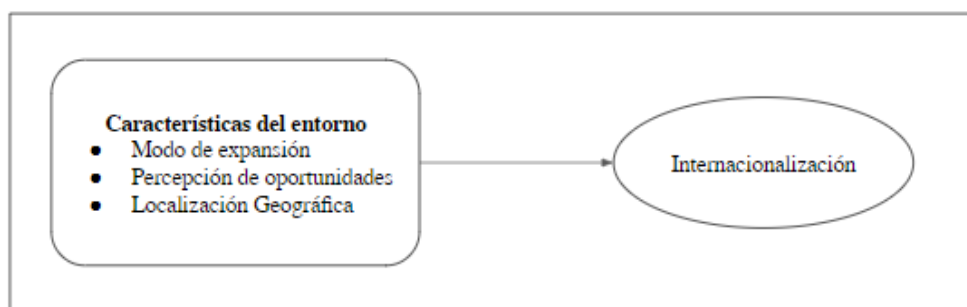 Características del entorno
● Modo de expansión
● Percepción de oportunidades
● Localización Geográfica
Internacionalización